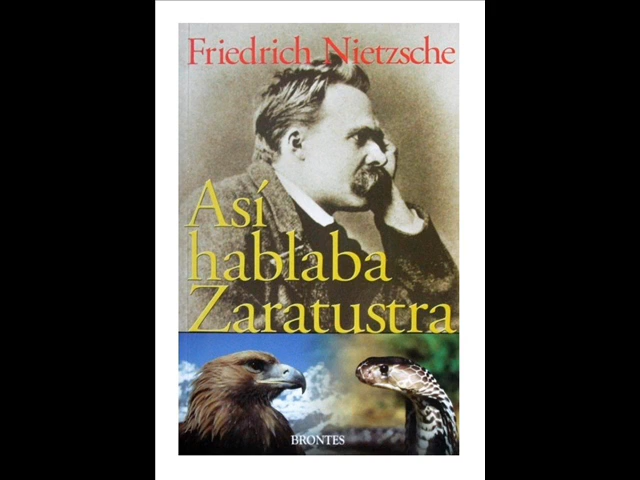 Friedrich Nietzsche
Así
hablaba
Zaratustra
BRONTES